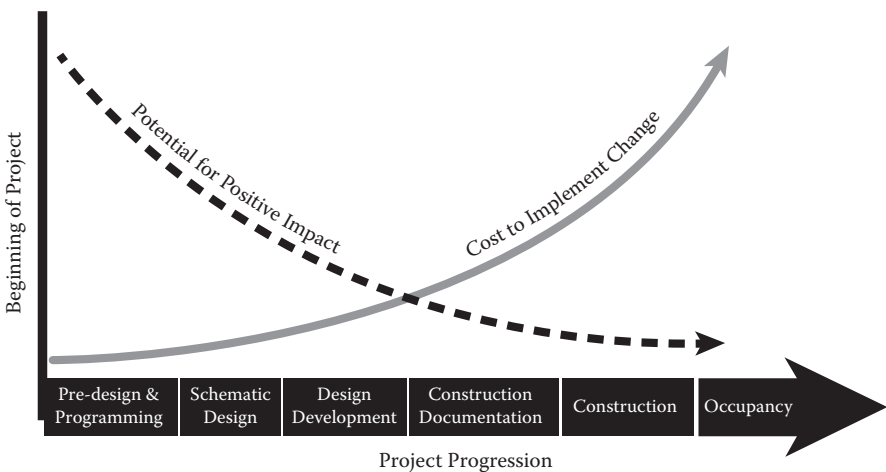 Beginning of Project
Potential for Positive Impact
Cost to Implement Change
Pre-design &
Programming
Schematic
Design
Design
Development
Construction
Documentation
Construction
Occupancy
Project Progression